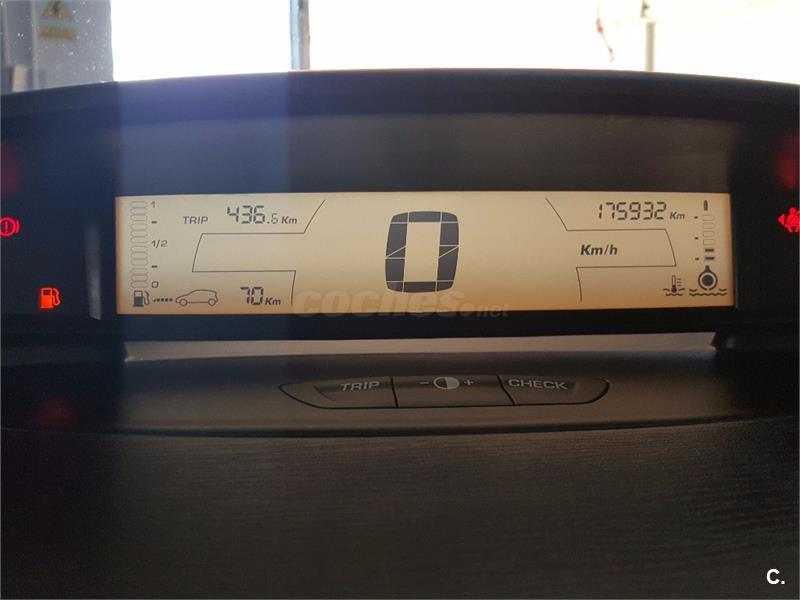 1
TRIP 436.6 Km
175932 Km
1/2
0
Km/h
0
70 Km
coches.net
TRIP - + CHECK
C.